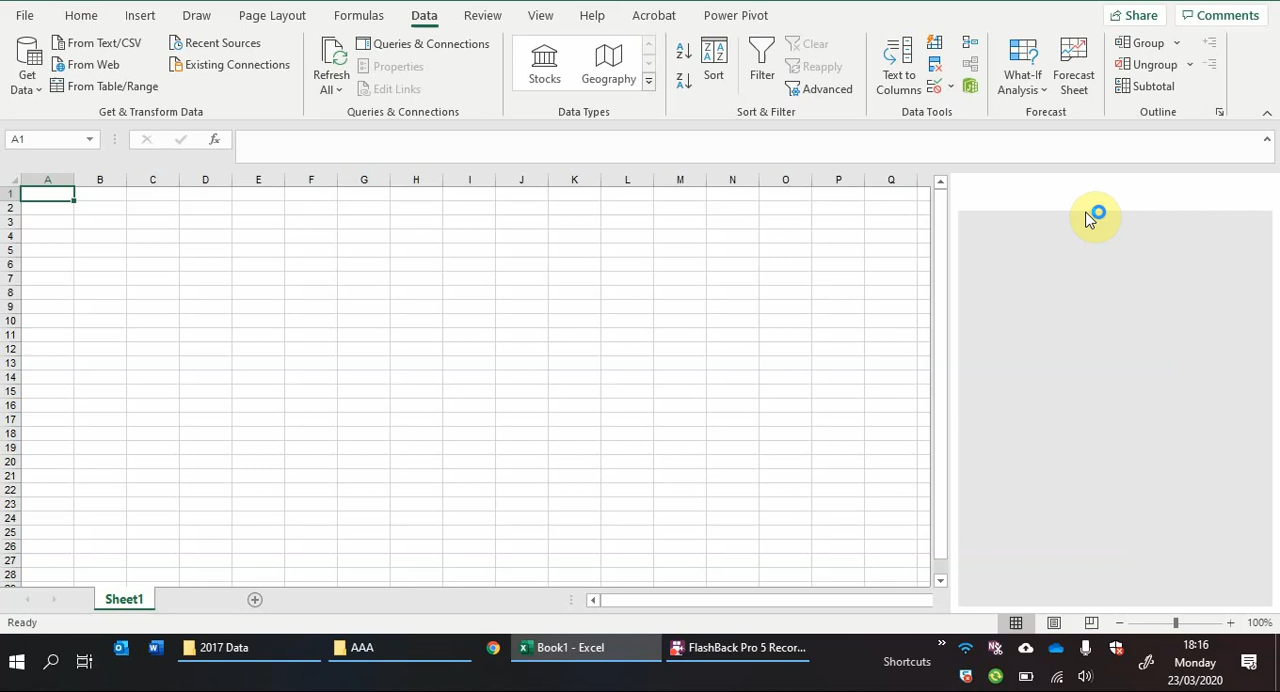 File Home Insert Draw Page Layout Formulas Data Review View Help Acrobat Power Pivot Share Comments
Get Data
From Text/CSV
From Web
From Table/Range
Recent Sources
Existing Connections
Get & Transform Data
Refresh All
Queries & Connections
Properties
Edit Links
Queries & Connections
Stocks
Geography
Data Types
A Z
Z A
Z A A Z
Sort
Filter
Clear
Reapply
Advanced
Sort & Filter
Text to Columns
Data Tools
What-If Analysis
Forecast Sheet
Forecast
Group
Ungroup
Subtotal
Outline
A1 fx
A B C D E F G H I J K L M N O P Q
1
2
3
4
5
6
7
8
9
10
11
12
13
14
15
16
17
18
19
20
21
22
23
24
25
26
27
28
Sheet1
Ready 100%
2017 Data AAA Book1 - Excel FlashBack Pro 5 Recor...
Shortcuts
18:16
Monday
23/03/2020